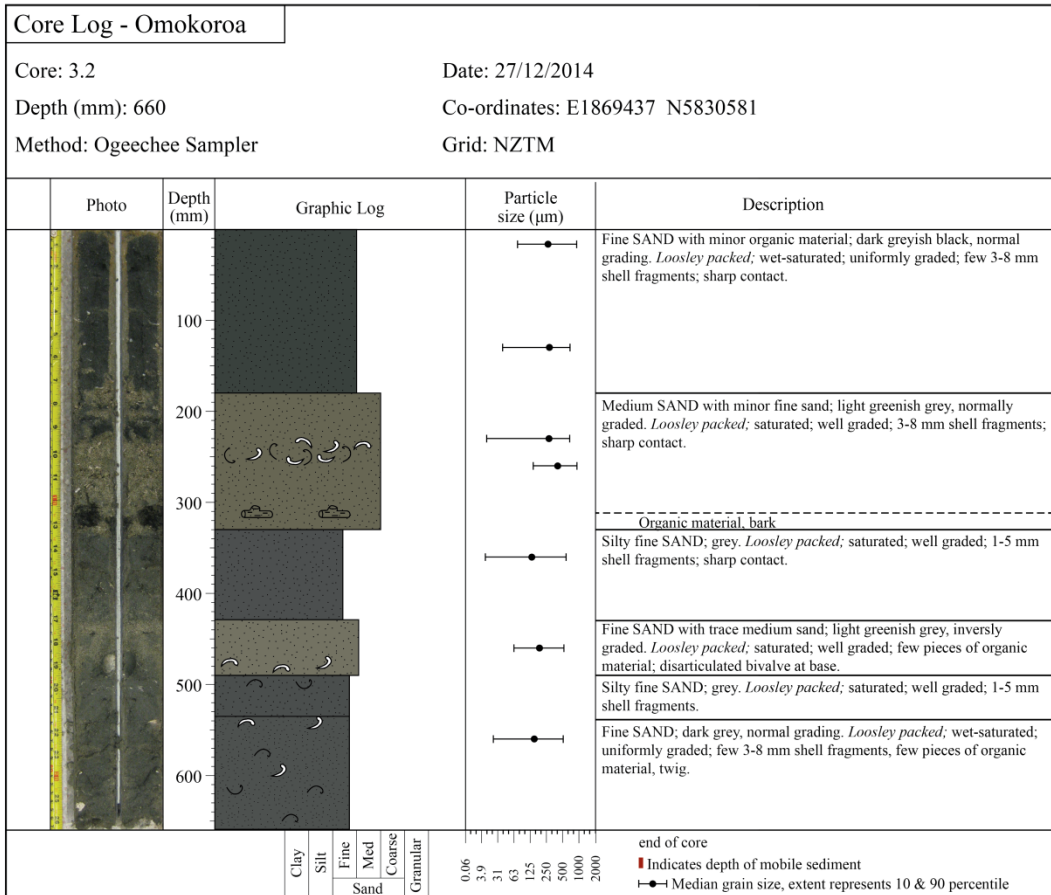 Core Log - Omokoroa
Core: 3.2
Date: 27/12/2014
Depth (mm): 660
Co-ordinates: E1869437 N5830581
Method: Ogeechee Sampler
Grid: NZTM
Photo
Depth
(mm)
Graphic Log
Particle
size (μm)
Description
100
200
300
400
500
600
Fine SAND with minor organic material; dark greyish black, normal
grading. Loosley packed; wet-saturated; uniformly graded; few 3-8 mm
shell fragments; sharp contact.
Medium SAND with minor fine sand; light greenish grey, normally
graded. Loosley packed; saturated; well graded; 3-8 mm shell fragments;
sharp contact.
Organic material, bark
Silty fine SAND; grey. Loosley packed; saturated; well graded; 1-5 mm
shell fragments; sharp contact.
Fine SAND with trace medium sand; light greenish grey, inversly
graded. Loosley packed; saturated; well graded; few pieces of organic
material; disarticulated bivalve at base.
Silty fine SAND; grey. Loosley packed; saturated; well graded; 1-5 mm
shell fragments.
Fine SAND; dark grey, normal grading. Loosley packed; wet-saturated;
uniformly graded; few 3-8 mm shell fragments, few pieces of organic
material, twig.
Clay
Silt
Fine
Med
Coarse
Granular
Sand
0.06
3.9
31
63
125
250
500
1000
2000
end of core
Indicates depth of mobile sediment
Median grain size, extent represents 10 & 90 percentile